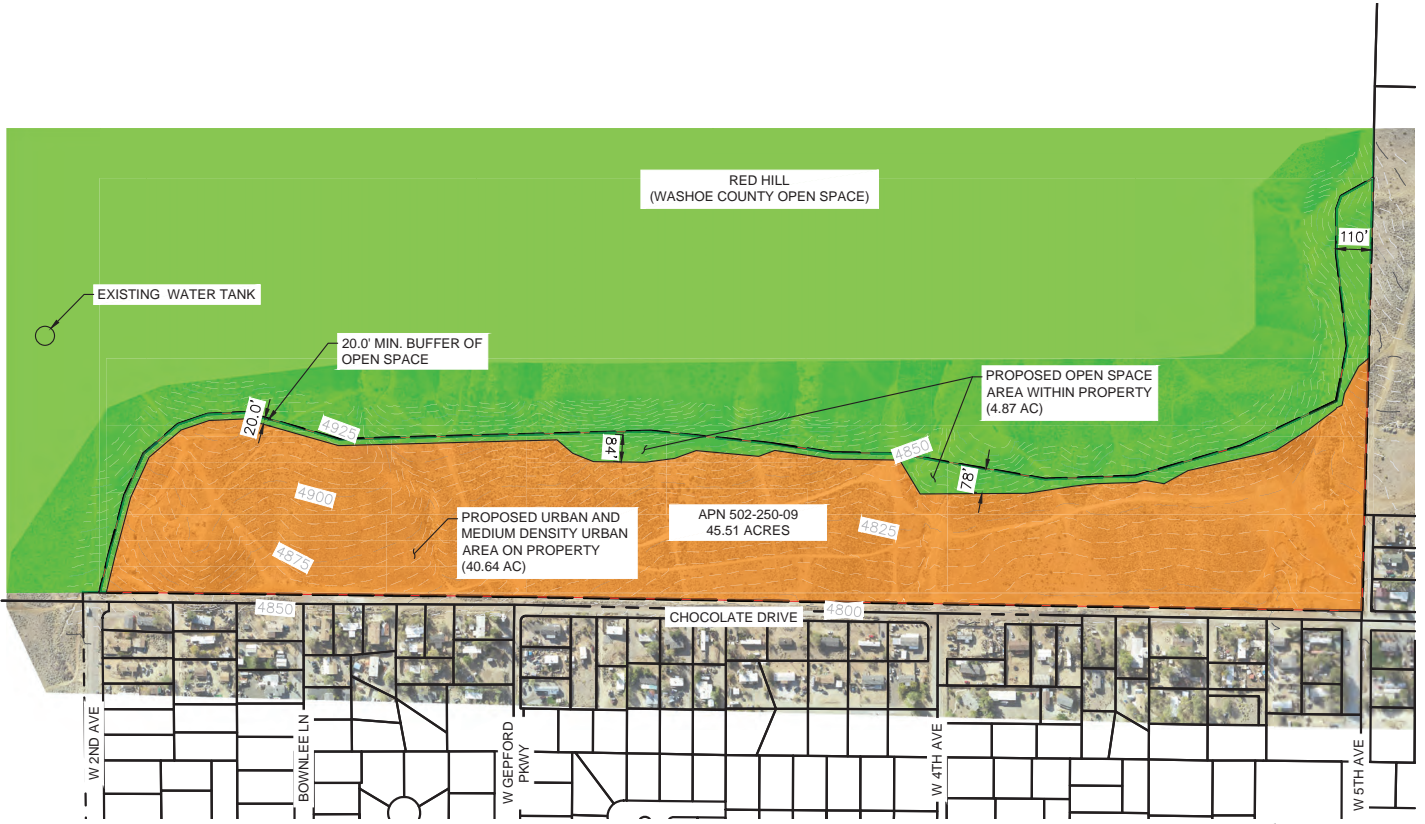 RED HILL
(WASHOE COUNTY OPEN SPACE)
110'
EXISTING WATER TANK
20.0' MIN. BUFFER OF
OPEN SPACE
PROPOSED OPEN SPACE
AREA WITHIN PROPERTY
(4.87 AC)
20.0'
4925
84'
4850
78'
4900
PROPOSED URBAN AND
MEDIUM DENSITY URBAN
AREA ON PROPERTY
(40.64 AC)
APN 502-250-09
45.51 ACRES
4825
4875
4850
CHOCOLATE DRIVE
4800
W 2ND AVE
BOWNLEE LN
W GEPFORD
PKWY
W 4TH AVE
W 5TH AVE